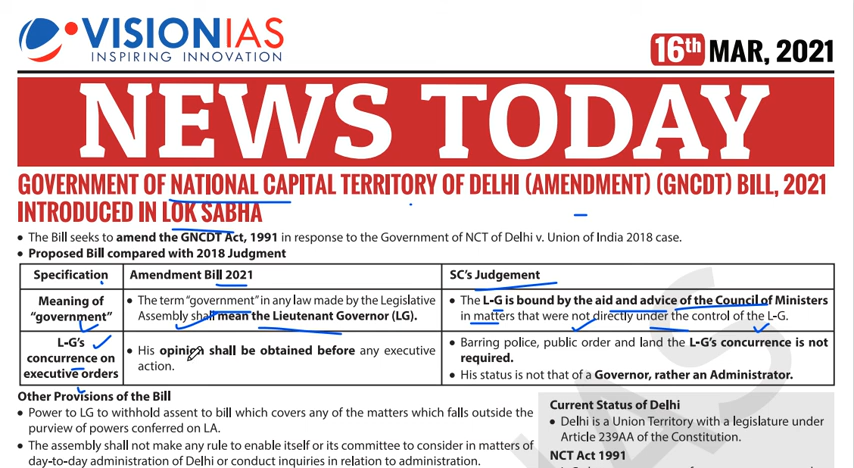 VISIONIAS
INSPIRING INNOVATION
16th MAR, 2021
NEWS TODAY
GOVERNMENT OF NATIONAL CAPITAL TERRITORY OF DELHI (AMENDMENT) (GNCDT) BILL, 2021
INTRODUCED IN LOK SABHA
• The Bill seeks to amend the GNCDT Act, 1991 in response to the Government of NCT of Delhi v. Union of India 2018 case.
• Proposed Bill compared with 2018 Judgment
Specification
Amendment Bill 2021
SC's Judgement
Meaning of
"government"
• The term "government" in any law made by the Legislative
Assembly shall mean the Lieutenant Governor (LG).
• The L-G is bound by the aid and advice of the Council of Ministers
in matters that were not directly under the control of the L-G.
L-G's
concurrence on
executive orders
• His opinion shall be obtained before any executive
action.
• Barring police, public order and land the L-G's concurrence is not
required.
• His status is not that of a Governor, rather an Administrator.
Other Provisions of the Bill
• Power to LG to withhold assent to bill which covers any of the matters which falls outside the
purview of powers conferred on LA.
• The assembly shall not make any rule to enable itself or its committee to consider in matters of
day-to-day administration of Delhi or conduct inquiries in relation to administration.
Current Status of Delhi
• Delhi is a Union Territory with a legislature under
Article 239AA of the Constitution.
NCT Act 1991